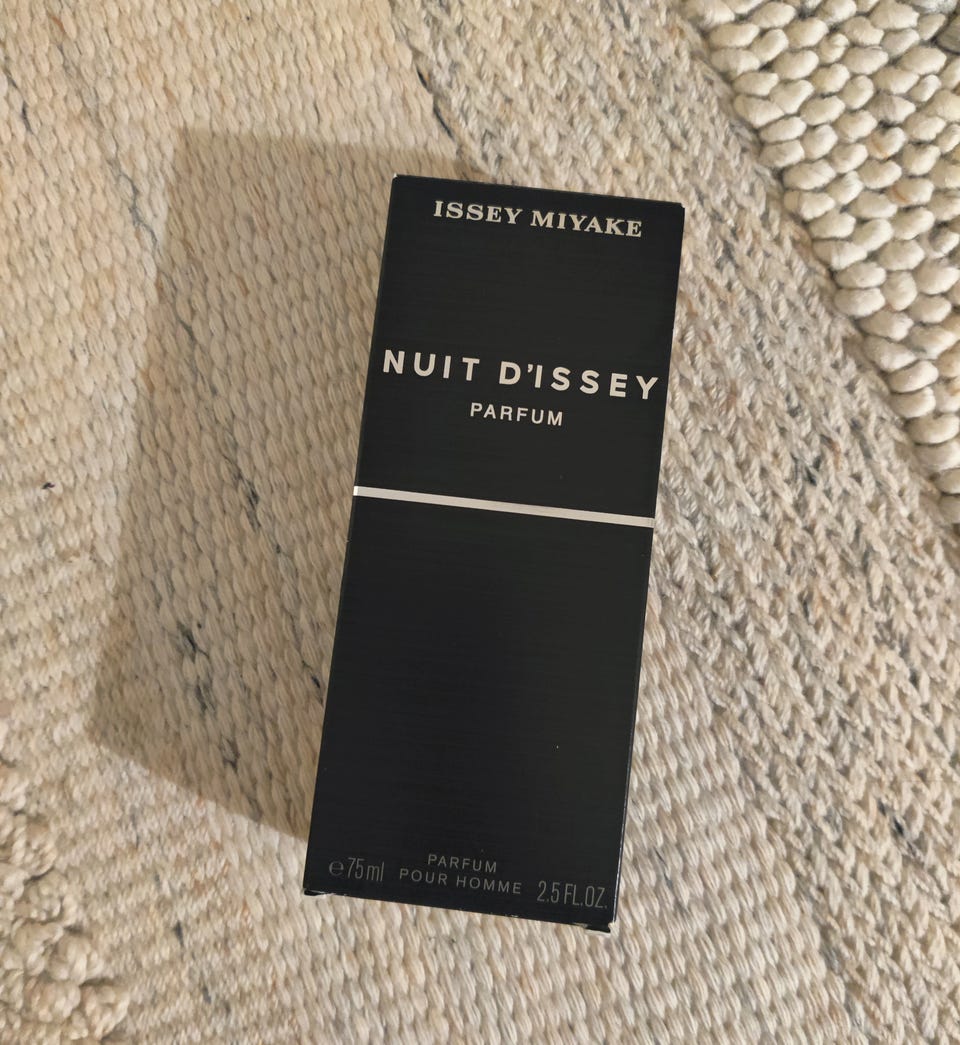 ISSEY MIYAKE
NUIT D'ISSEY
PARFUM
℮75ml
PARFUM
POUR HOMME
2.5 FL.OZ.